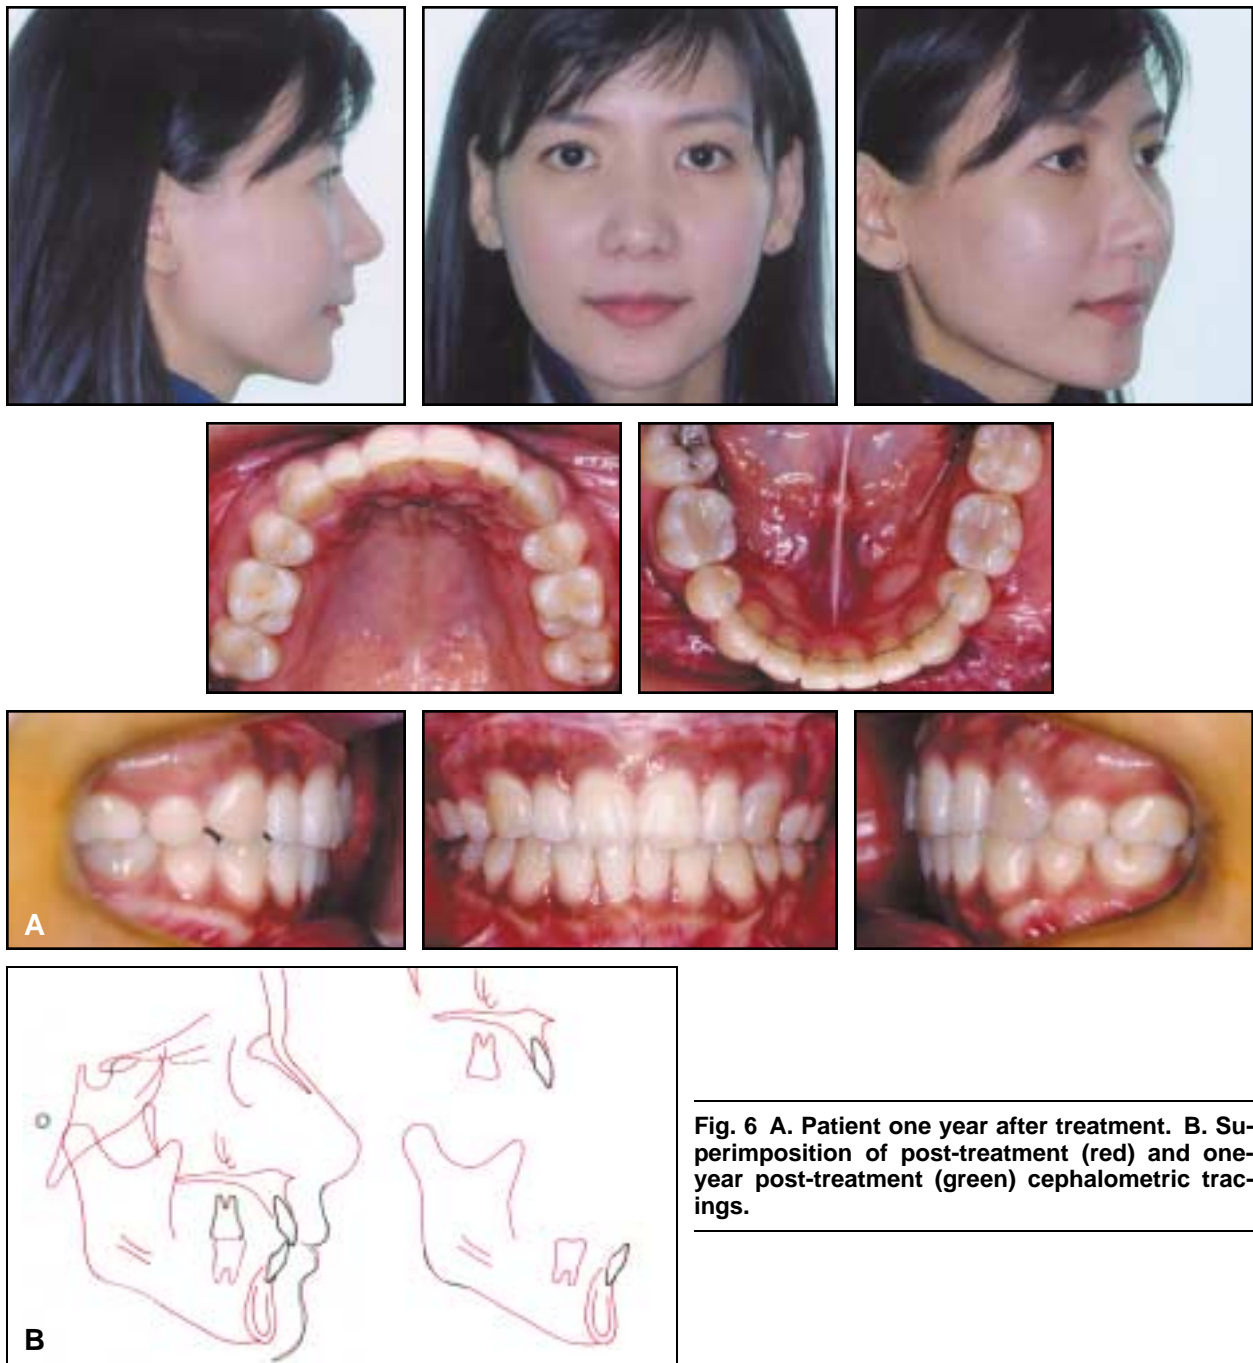 A
B
Fig. 6 A. Patient one year after treatment. B. Su-
perimposition of post-treatment (red) and one-
year post-treatment (green) cephalometric trac-
ings.